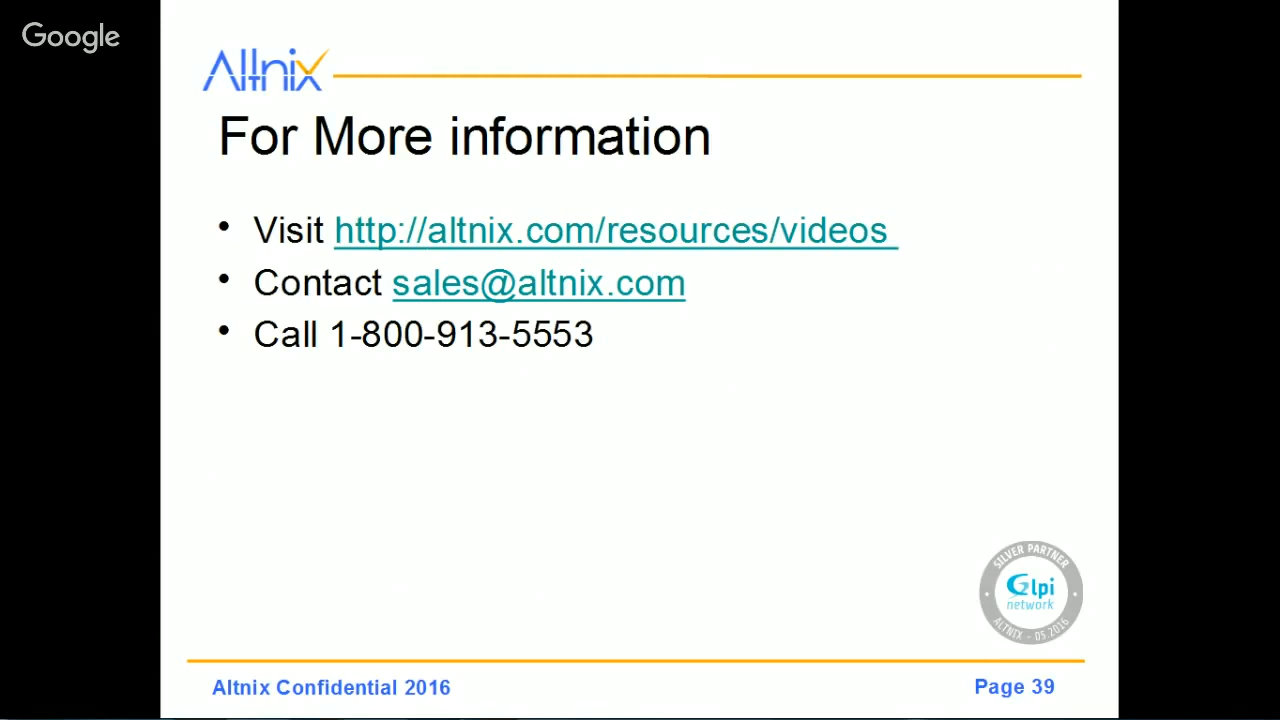 Google
Altnix
For More information
• Visit http://altnix.com/resources/videos
• Contact sales@altnix.com
• Call 1-800-913-5553
SILVER PARTNER
Glpi
network
ALTNIX - 05 2016
Altnix Confidential 2016
Page 39